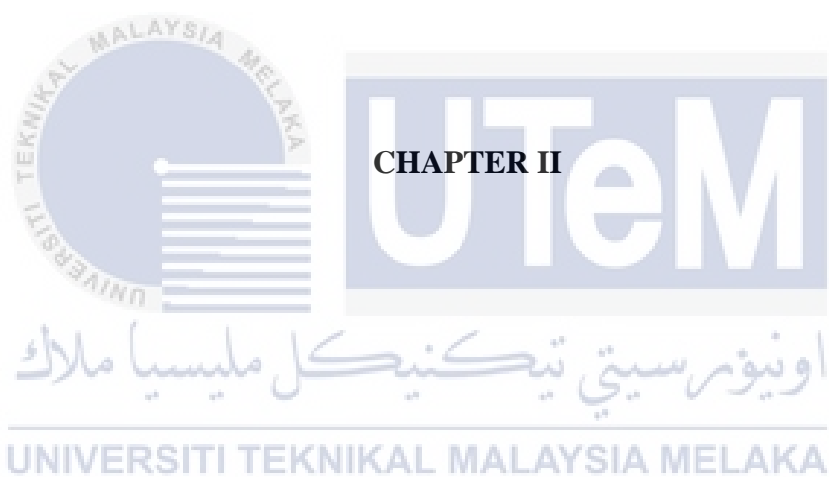 UNIVERSITI TEKNIKAL MALAYSIA MELAKA
UTeM
CHAPTER II
اونيۏرسيتي تيكنيكل مليسيا ملاك
UNIVERSITI TEKNIKAL MALAYSIA MELAKA